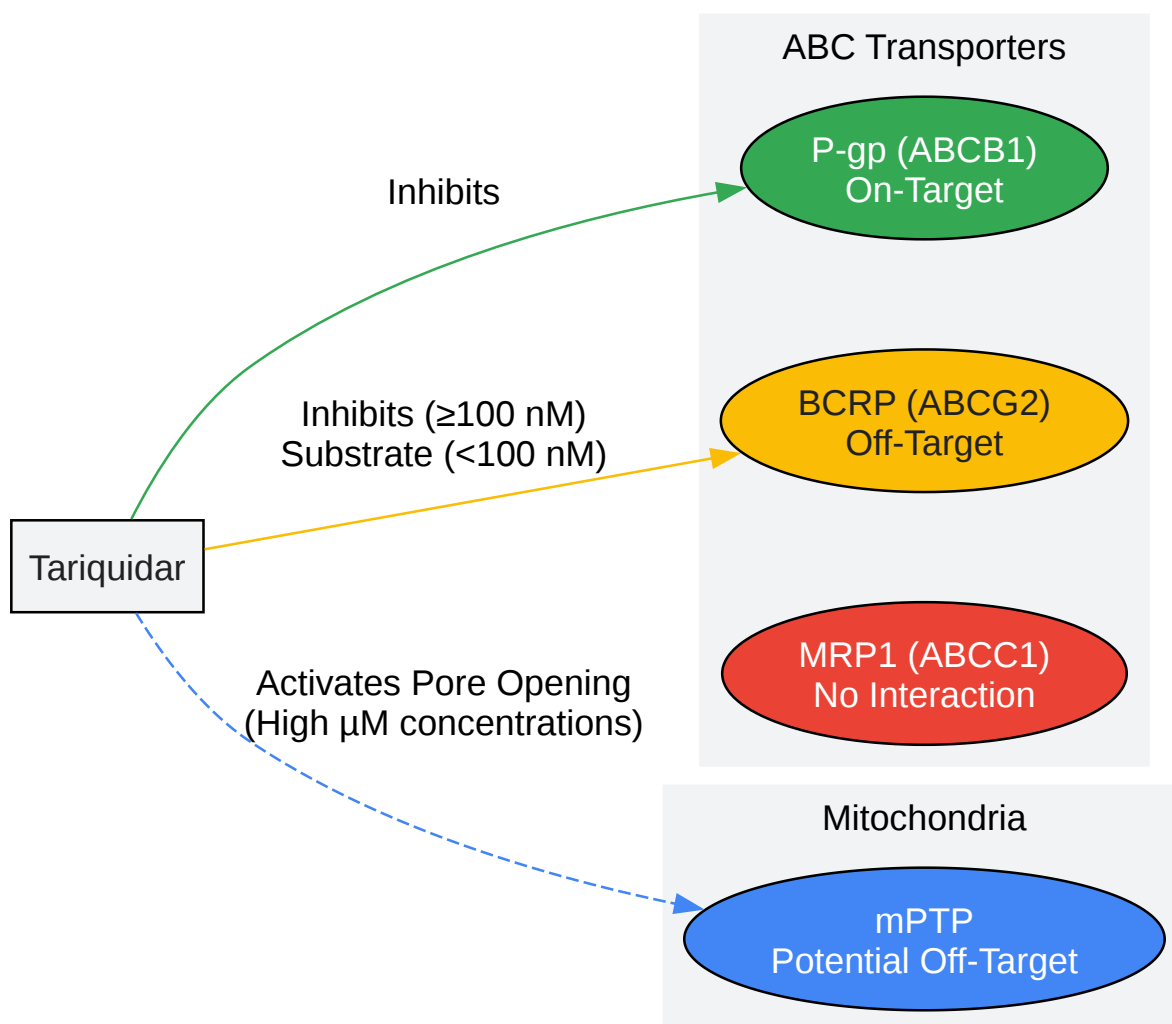 ABC Transporters
P-gp (ABCB1)
On-Target
Inhibits
BCRP (ABCG2)
Off-Target
Inhibits (≥100 nM)
Substrate (<100 nM)
Tariquidar
MRP1 (ABCC1)
No Interaction
Activates Pore Opening
(High µM concentrations)
Mitochondria
mPTP
Potential Off-Target